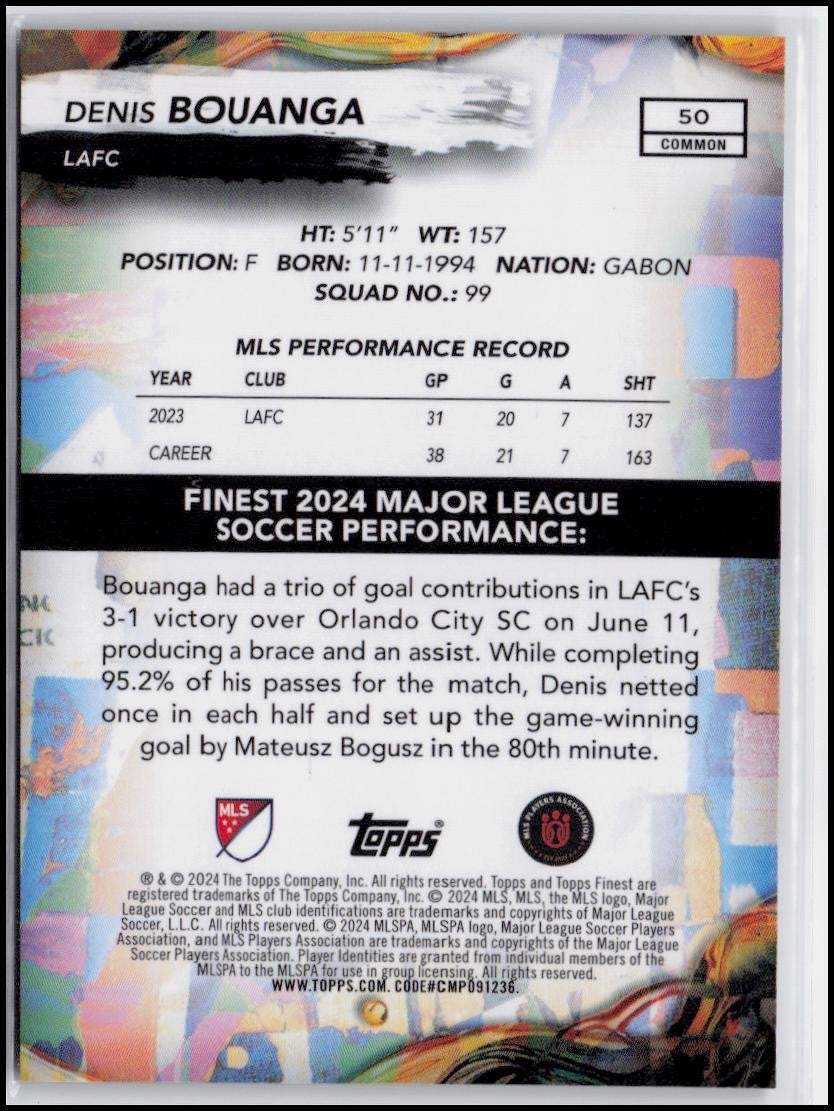 DENIS BOUANGA
50
COMMON
LAFC
HT: 5'11" WT: 157
POSITION: F BORN: 11-11-1994 NATION: GABON
SQUAD NO.: 99
MLS PERFORMANCE RECORD
YEAR CLUB GP G A SHT
2023 LAFC 31 20 7 137
CAREER 38 21 7 163
FINEST 2024 MAJOR LEAGUE
SOCCER PERFORMANCE:
Bouanga had a trio of goal contributions in LAFC's
3-1 victory over Orlando City SC on June 11,
producing a brace and an assist. While completing
95.2% of his passes for the match, Denis netted
once in each half and set up the game-winning
goal by Mateusz Bogusz in the 80th minute.
MLS
topps®
MLS PLAYERS ASSOCIATION
® & © 2024 The Topps Company, Inc. All rights reserved. Topps and Topps Finest are
registered trademarks of The Topps Company, Inc. © 2024 MLS, MLS, the MLS logo, Major
League Soccer and MLS club identifications are trademarks and copyrights of Major League
Soccer, L.L.C. All rights reserved. © 2024 MLSPA, MLSPA logo, Major League Soccer Players
Association, and MLS Players Association are trademarks and copyrights of the Major League
Soccer Players Association. Player Identities are granted from individual members of the
MLSPA to the MLSPA for use in group licensing. All rights reserved.
WWW.TOPPS.COM. CODE#CMP091236.